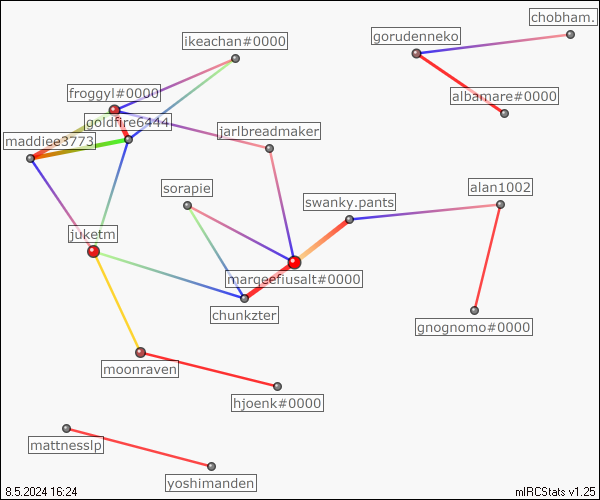 chobham.
gorudenneko
ikeachan#0000
froggyl#0000
albamare#0000
goldfire6444
jarlbreadmaker
maddiee3773
sorapie
alan1002
swanky.pants
juketm
margeefiusalt#0000
chunkzter
gnognomo#0000
moonraven
hjoenk#0000
mattnesslp
yoshimanden
8.5.2024 16:24
mIRCStats v1.25